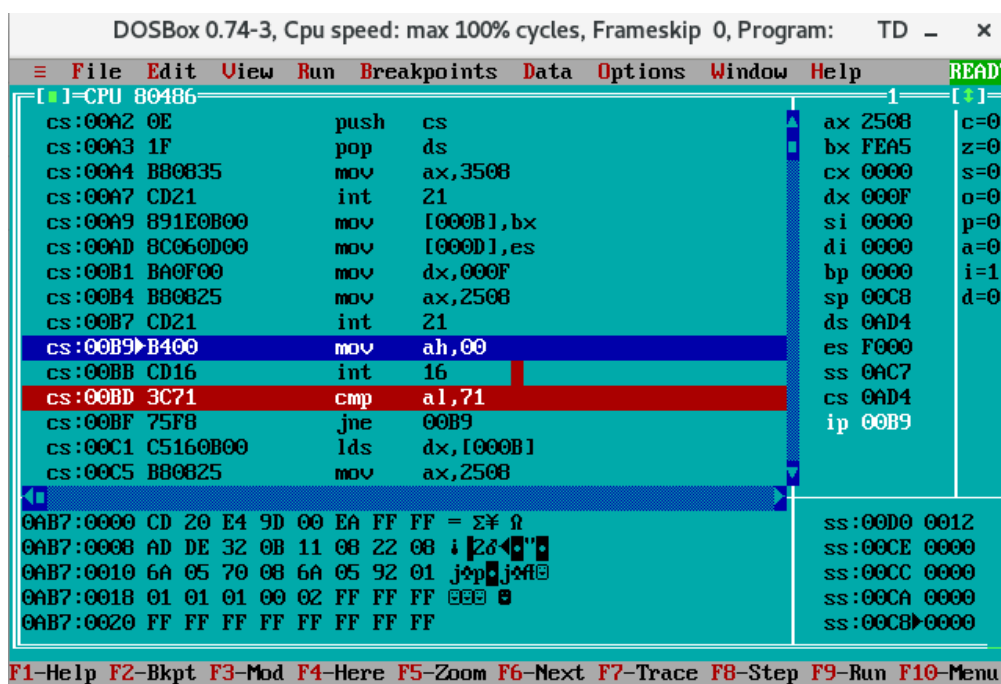 DOSBox 0.74-3, Cpu speed: max 100% cycles, Frameskip 0, Program: TD – ×
≡ File Edit View Run Breakpoints Data Options Window Help READY
[■]=CPU 80486 1 [↕]
cs:00A2 0E push cs ax 2508 c=0
cs:00A3 1F pop ds bx FEA5 z=0
cs:00A4 B80835 mov ax,3508 cx 0000 s=0
cs:00A7 CD21 int 21 dx 000F o=0
cs:00A9 891E0B00 mov [000B],bx si 0000 p=0
cs:00AD 8C060D00 mov [000D],es di 0000 a=0
cs:00B1 BA0F00 mov dx,000F bp 0000 i=1
cs:00B4 B80825 mov ax,2508 sp 00C8 d=0
cs:00B7 CD21 int 21 ds 0AD4
cs:00B9►B400 mov ah,00 es F000
cs:00BB CD16 int 16 ss 0AC7
cs:00BD 3C71 cmp al,71 cs 0AD4
cs:00BF 75F8 jne 00B9 ip 00B9
cs:00C1 C5160B00 lds dx,[000B]
cs:00C5 B80825 mov ax,2508
0AB7:0000 CD 20 E4 9D 00 EA FF FF = Σ¥ Ω ss:00D0 0012
0AB7:0008 AD DE 32 0B 11 08 22 08 ¡▐2♂◄◘"◘ ss:00CE 0000
0AB7:0010 6A 05 70 08 6A 05 92 01 j♣p◘j♣Æ☺ ss:00CC 0000
0AB7:0018 01 01 01 00 02 FF FF FF ☺☺☺ ☻ ss:00CA 0000
0AB7:0020 FF FF FF FF FF FF FF FF ss:00C8►0000
F1-Help F2-Bkpt F3-Mod F4-Here F5-Zoom F6-Next F7-Trace F8-Step F9-Run F10-Menu